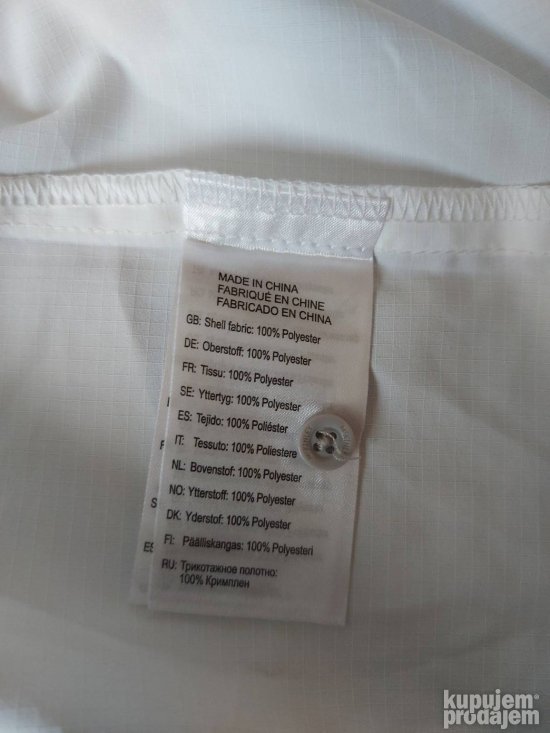 MADE IN CHINA
FABRIQUÉ EN CHINE
FABRICADO EN CHINA
GB: Shell fabric: 100% Polyester
DE: Oberstoff: 100% Polyester
FR: Tissu: 100% Polyester
SE: Yttertyg: 100% Polyester
ES: Tejido: 100% Poliéster
IT: Tessuto: 100% Poliestere
NL: Bovenstof: 100% Polyester
NO: Ytterstoff: 100% Polyester
DK: Yderstof: 100% Polyester
FI: Päälliskangas: 100% Polyesteri
RU: Трикотажное полотно:
100% Кримплен
kupujem
prodajem